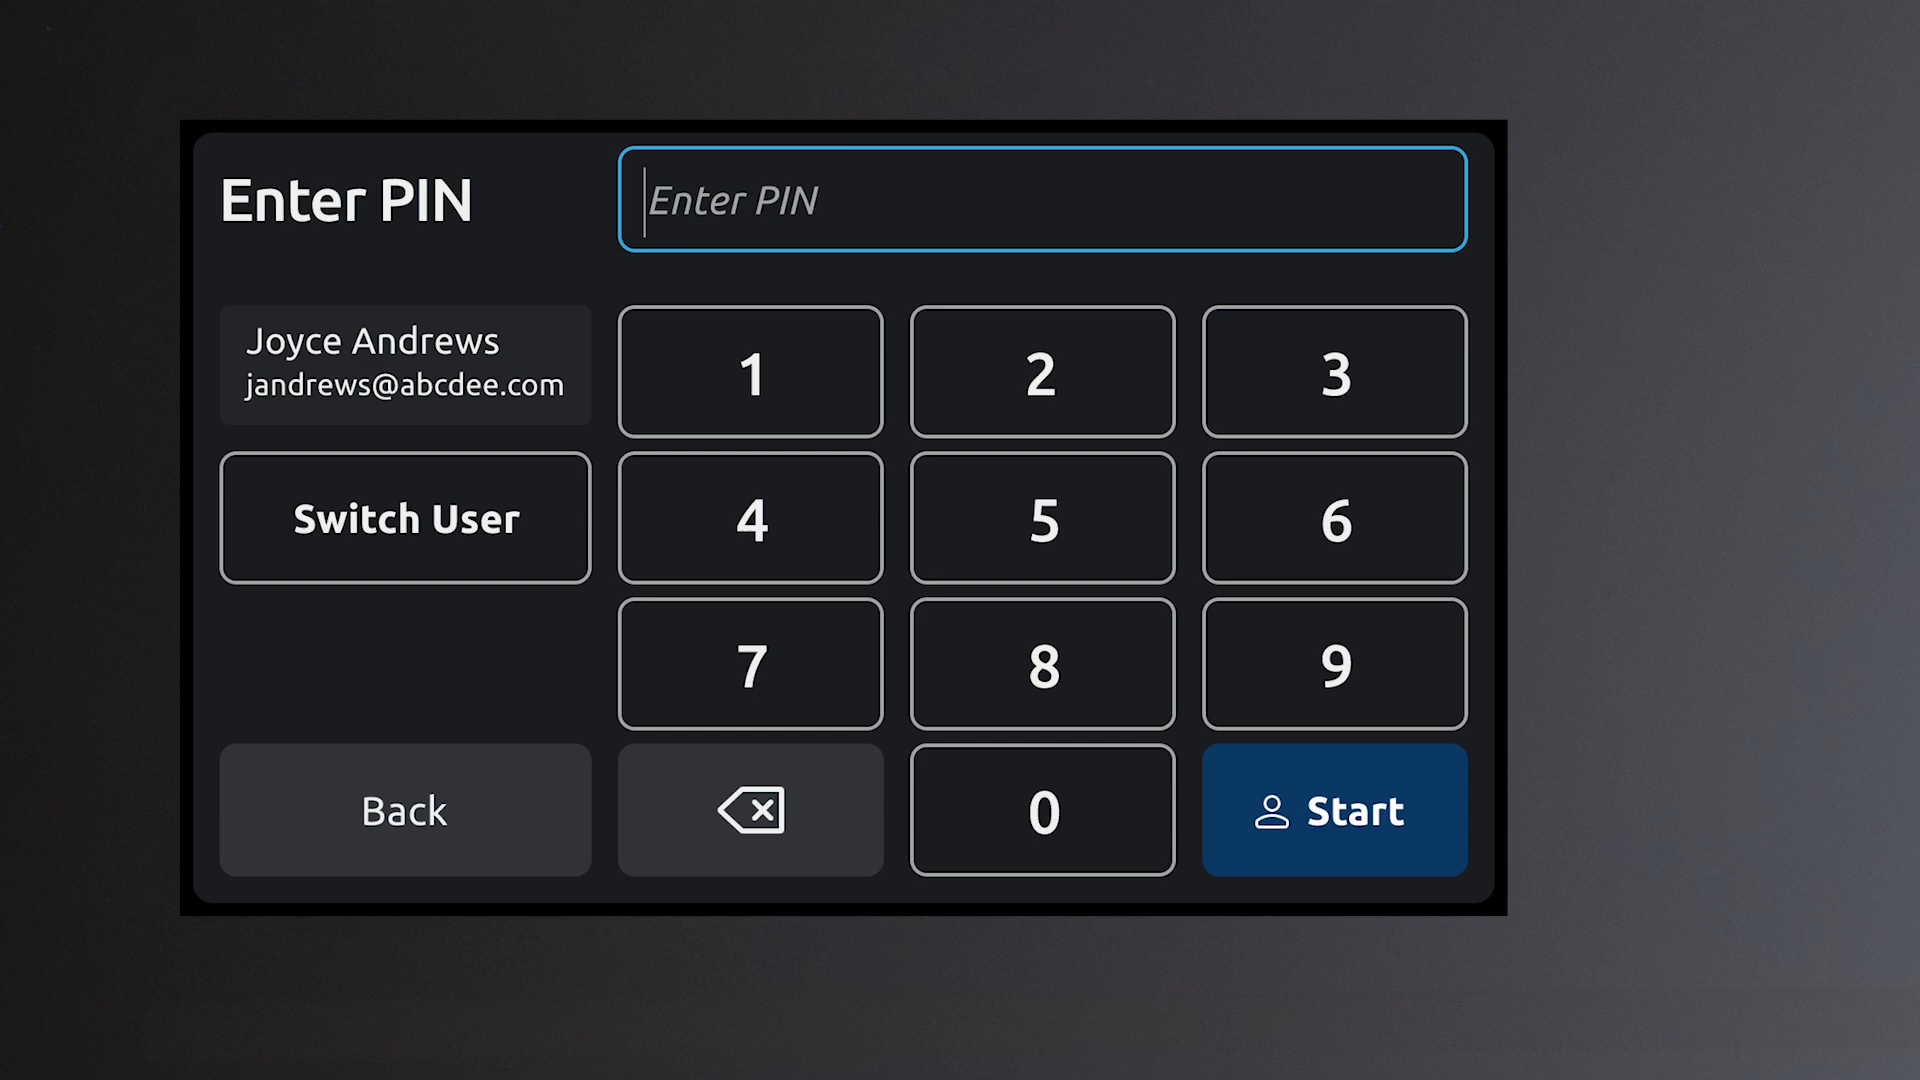 Enter PIN
Enter PIN
Joyce Andrews
jandrews@abcdee.com
1
2
3
Switch User
4
5
6
7
8
9
Back
0
Start